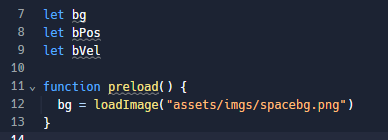 7 let bg
8 let bPos
9 let bVel
10
11 function preload() {
12 bg = loadImage("assets/imgs/spacebg.png")
13 }